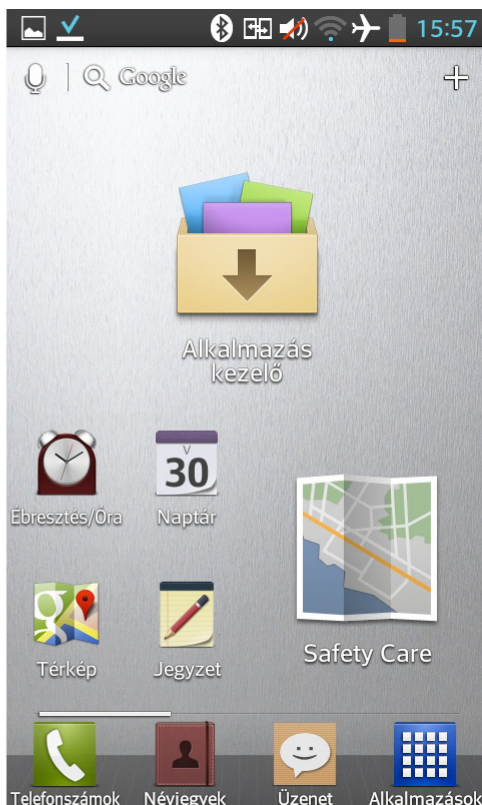 15:57
Google
Alkalmazás
kezelő
V
30
Ébresztés/Óra
Naptár
g
Térkép
Jegyzet
Safety Care
Telefonszámok
Névjegyek
Üzenet
Alkalmazások